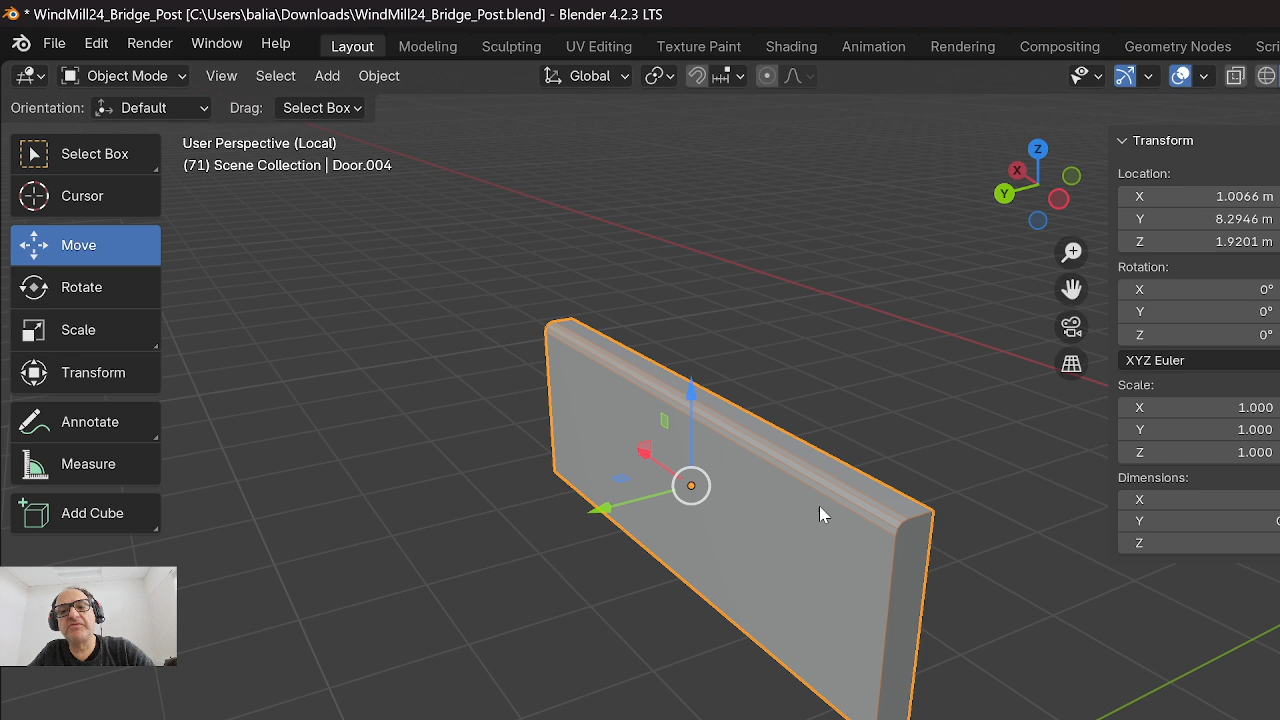 * WindMill24_Bridge_Post [C:\Users\balia\Downloads\WindMill24_Bridge_Post.blend] - Blender 4.2.3 LTS
File Edit Render Window Help Layout Modeling Sculpting UV Editing Texture Paint Shading Animation Rendering Compositing Geometry Nodes Scri
Object Mode View Select Add Object Global
Orientation: Default Drag: Select Box
User Perspective (Local)
(71) Scene Collection | Door.004
Select Box
Cursor
Move
Rotate
Scale
Transform
Annotate
Measure
Add Cube
Z
X
Y
Transform
Location:
X 1.0066 m
Y 8.2946 m
Z 1.9201 m
Rotation:
X 0°
Y 0°
Z 0°
XYZ Euler
Scale:
X 1.000
Y 1.000
Z 1.000
Dimensions:
X
Y 0
Z